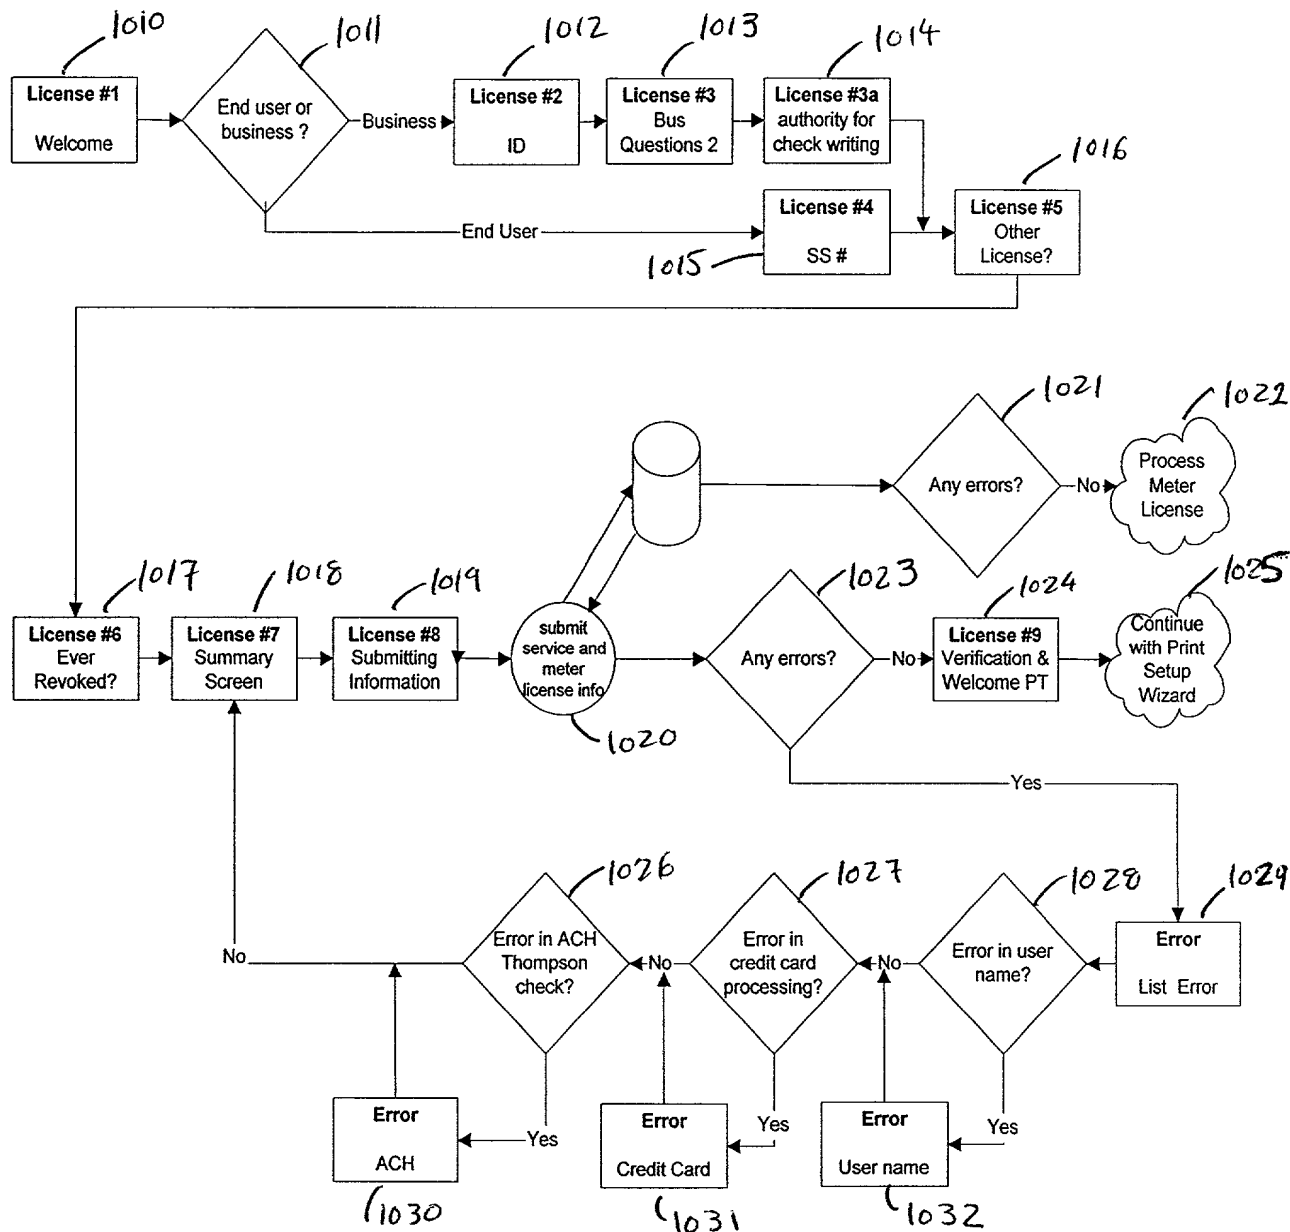 1010
1011
1012
1013
1014
License #1
Welcome
End user or
business ?
Business
License #2
ID
License #3
Bus
Questions 2
License #3a
authority for
check writing
1016
End User
License #4
SS #
1015
License #5
Other
License?
1021
1022
Any errors?
No
Process
Meter
License
1017
1018
1019
1023
1024
1025
License #6
Ever
Revoked?
License #7
Summary
Screen
License #8
Submitting
Information
submit
service and
meter
license info
1020
Any errors?
No
License #9
Verification &
Welcome PT
Continue
with Print
Setup
Wizard
Yes
1026
1027
1028
1029
No
Error in ACH
Thompson
check?
No
Error in
credit card
processing?
No
Error in user
name?
Error
List Error
Error
ACH
Yes
Error
Credit Card
Yes
Error
User name
Yes
1030
1031
1032